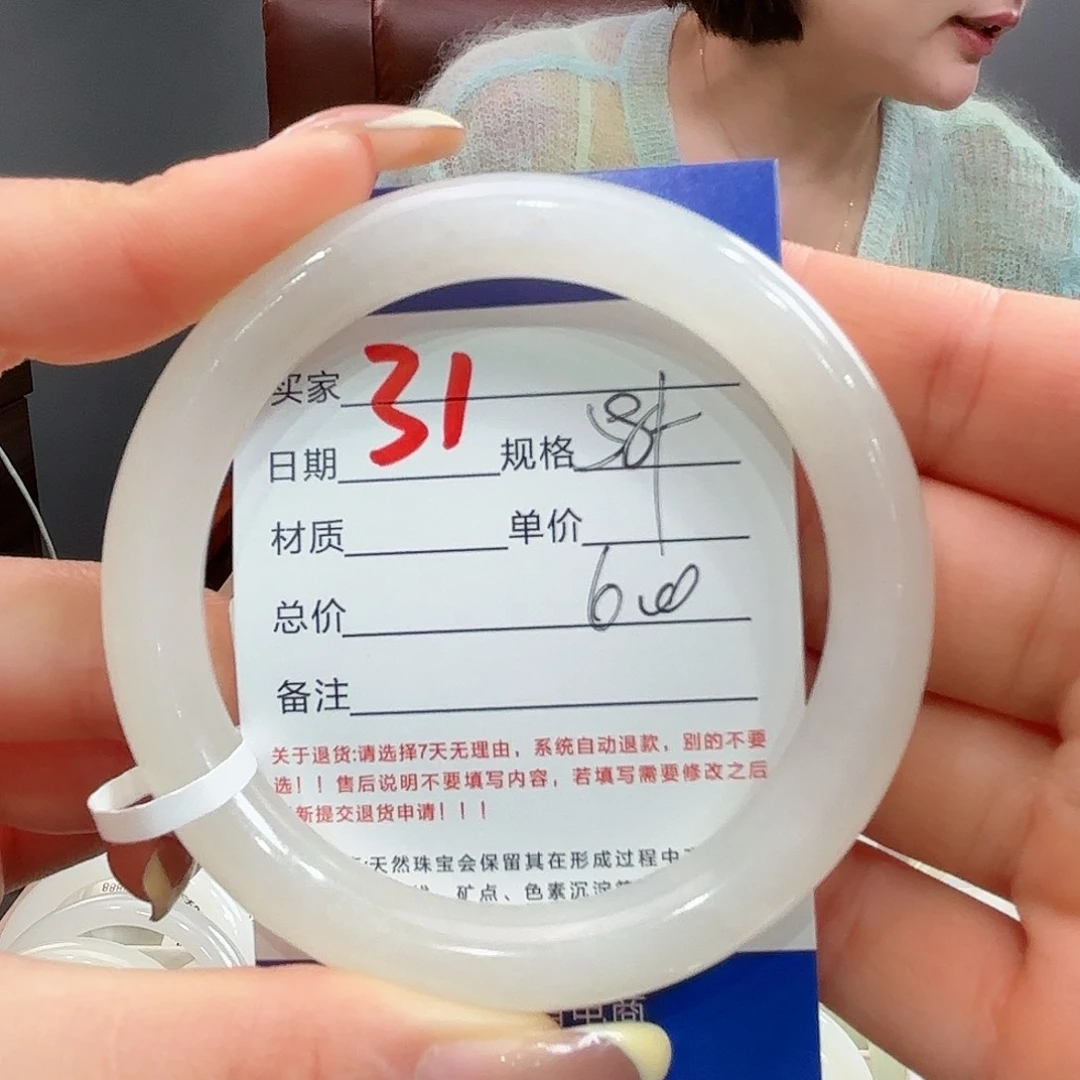 买家 31
日期 规格
材质 单价
总价 600
备注
关于退货:请选择7天无理由，系统自动退款，别的不要
选！！售后说明不要填写内容，若填写需要修改之后
新提交退货申请！！！
:天然珠宝会保留其在形成过程中
矿点、色素沉淀
电商